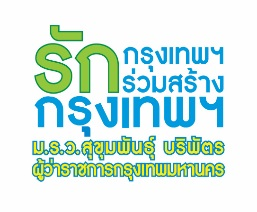 รัก กรุงเทพฯ
ร่วมสร้าง
กรุงเทพฯ
ม.ร.ว.สุขุมพันธุ์ บริพัตร
ผู้ว่าราชการกรุงเทพมหานคร